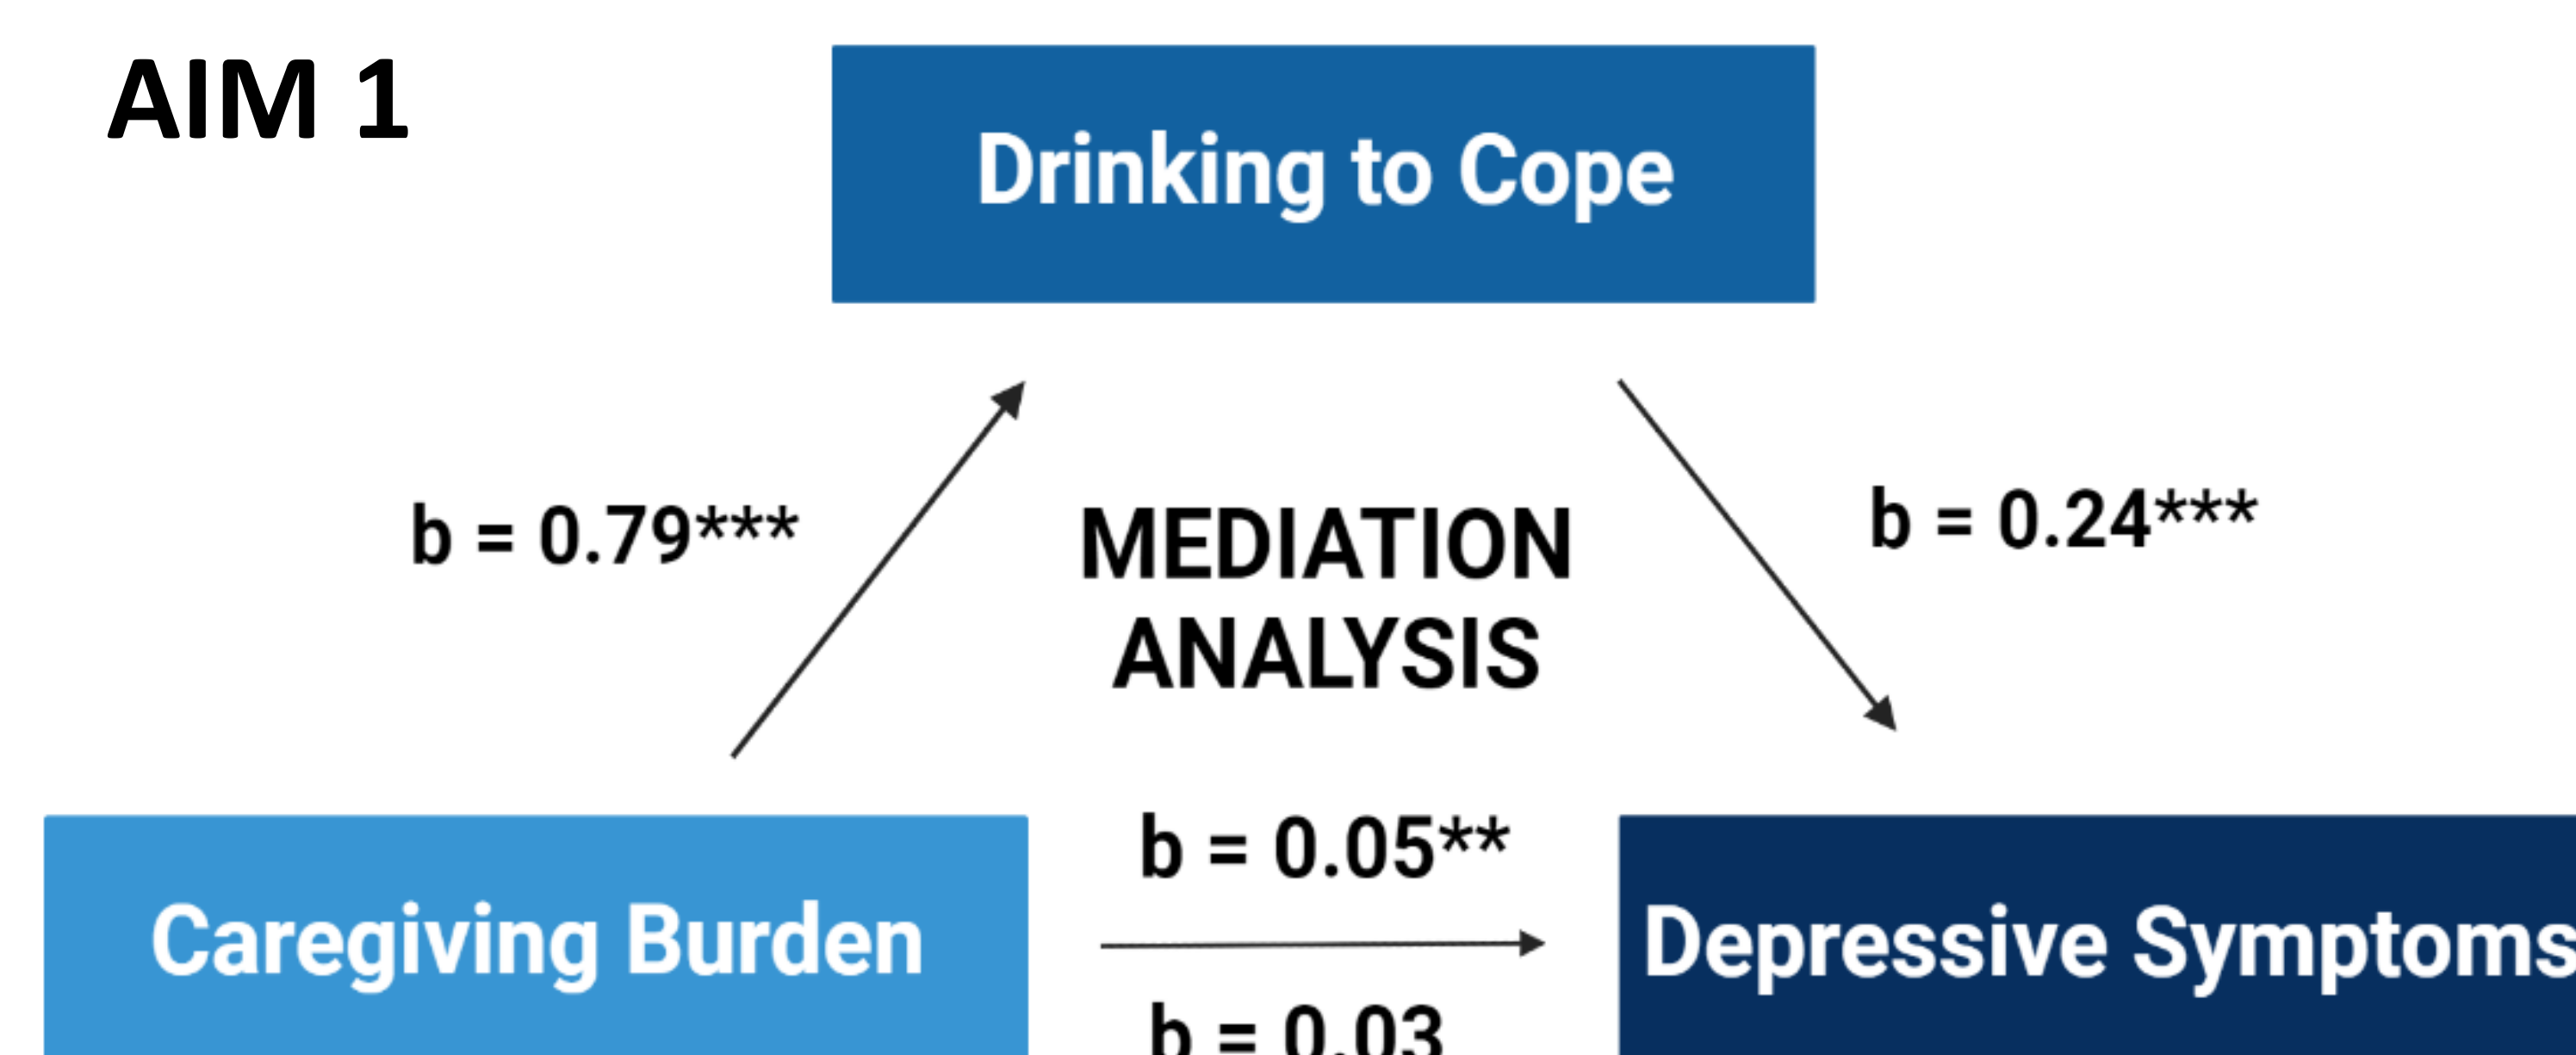 AIM 1
Drinking to Cope
b = 0.79***
b = 0.24***
MEDIATION
ANALYSIS
b = 0.05**
Caregiving Burden
Depressive Symptoms
b = 0.03